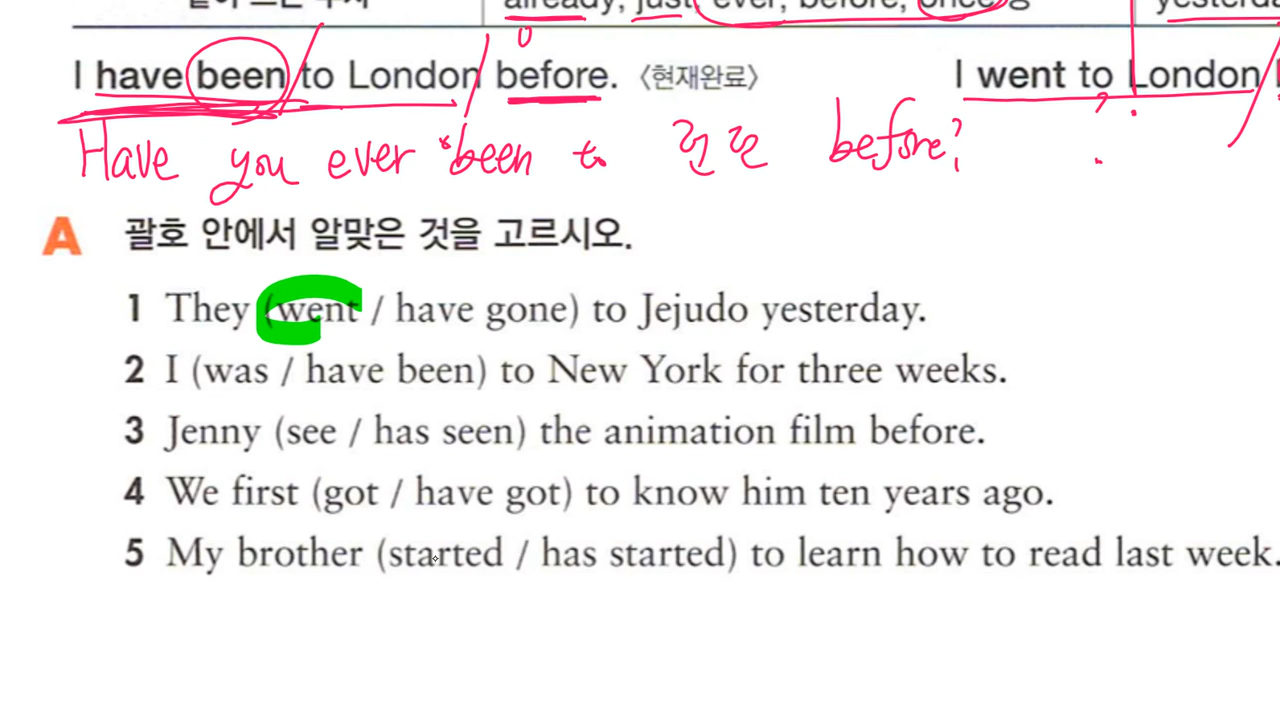 already, just, ever, before, once 등
I have been to London before. 〈현재완료〉 I went to London
Have you ever been to 런던 before?
A 괄호 안에서 알맞은 것을 고르시오.
1 They (went / have gone) to Jejudo yesterday.
2 I (was / have been) to New York for three weeks.
3 Jenny (see / has seen) the animation film before.
4 We first (got / have got) to know him ten years ago.
5 My brother (started / has started) to learn how to read last week.